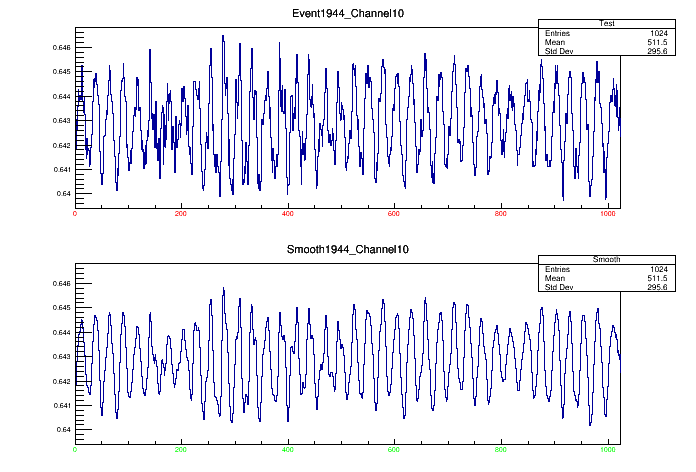 Event1944_Channel10
Test
Entries 1024
Mean 511.5
Std Dev 295.6
0.646
0.645
0.644
0.643
0.642
0.641
0.64
0 200 400 600 800 1000
Smooth1944_Channel10
Smooth
Entries 1024
Mean 511.5
Std Dev 295.6
0.646
0.645
0.644
0.643
0.642
0.641
0.64
0 200 400 600 800 1000